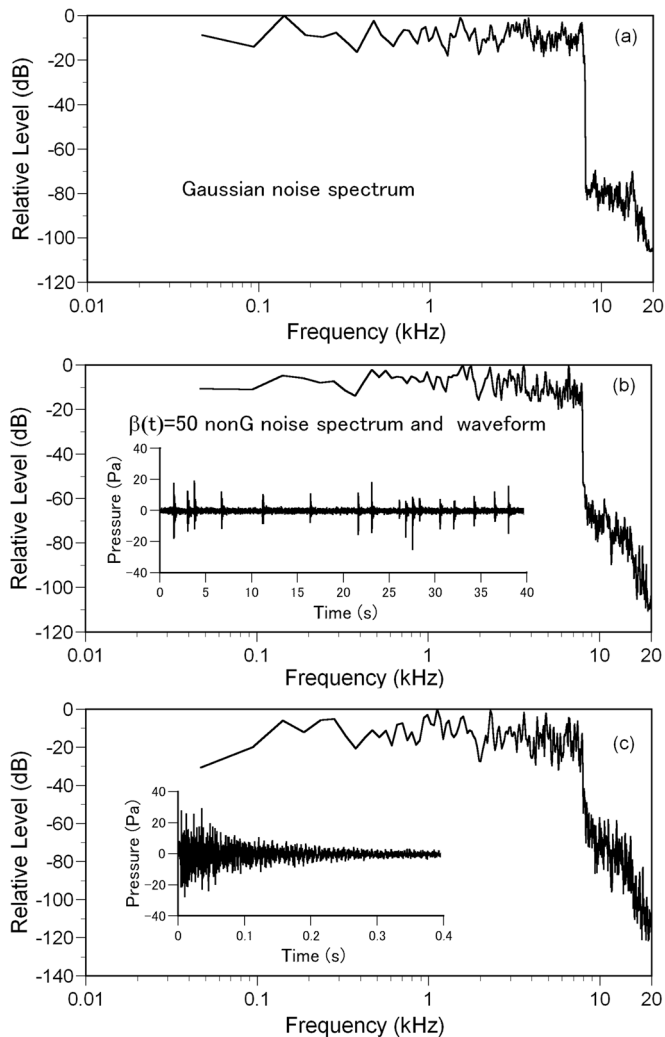 0
-20
-40
-60
-80
-100
-120
Relative Level (dB)
(a)
Gaussian noise spectrum
0.01 0.1 1 10 20
Frequency (kHz)
0
-20
-40
-60
-80
-100
-120
Relative Level (dB)
(b)
β(t)=50 nonG noise spectrum and waveform
40
20
0
-20
-40
Pressure (Pa)
0 5 10 15 20 25 30 35 40
Time (s)
0.01 0.1 1 10 20
Frequency (kHz)
0
-20
-40
-60
-80
-100
-120
-140
Relative Level (dB)
(c)
40
20
0
-20
-40
Pressure (Pa)
0 0.1 0.2 0.3 0.4
Time (s)
0.01 0.1 1 10 20
Frequency (kHz)